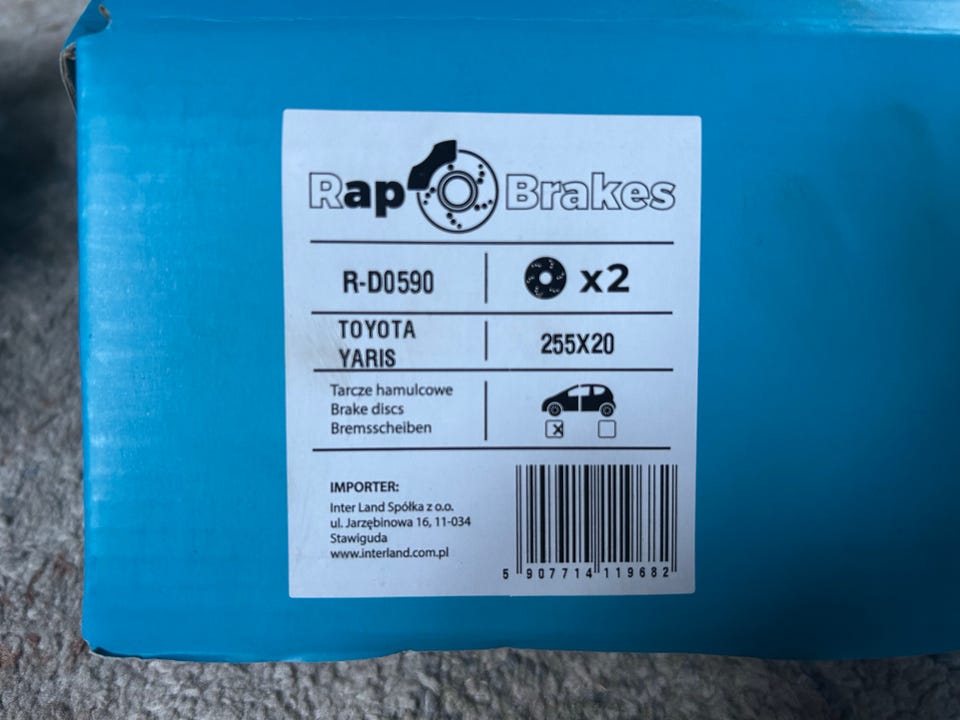 Rap Brakes
R-D0590
x2
TOYOTA
YARIS
255X20
Tarcze hamulcowe
Brake discs
Bremsscheiben
x
IMPORTER:
Inter Land Spółka z o.o.
ul. Jarzębinowa 16, 11-034
Stawiguda
www.interland.com.pl
5 907714 119682